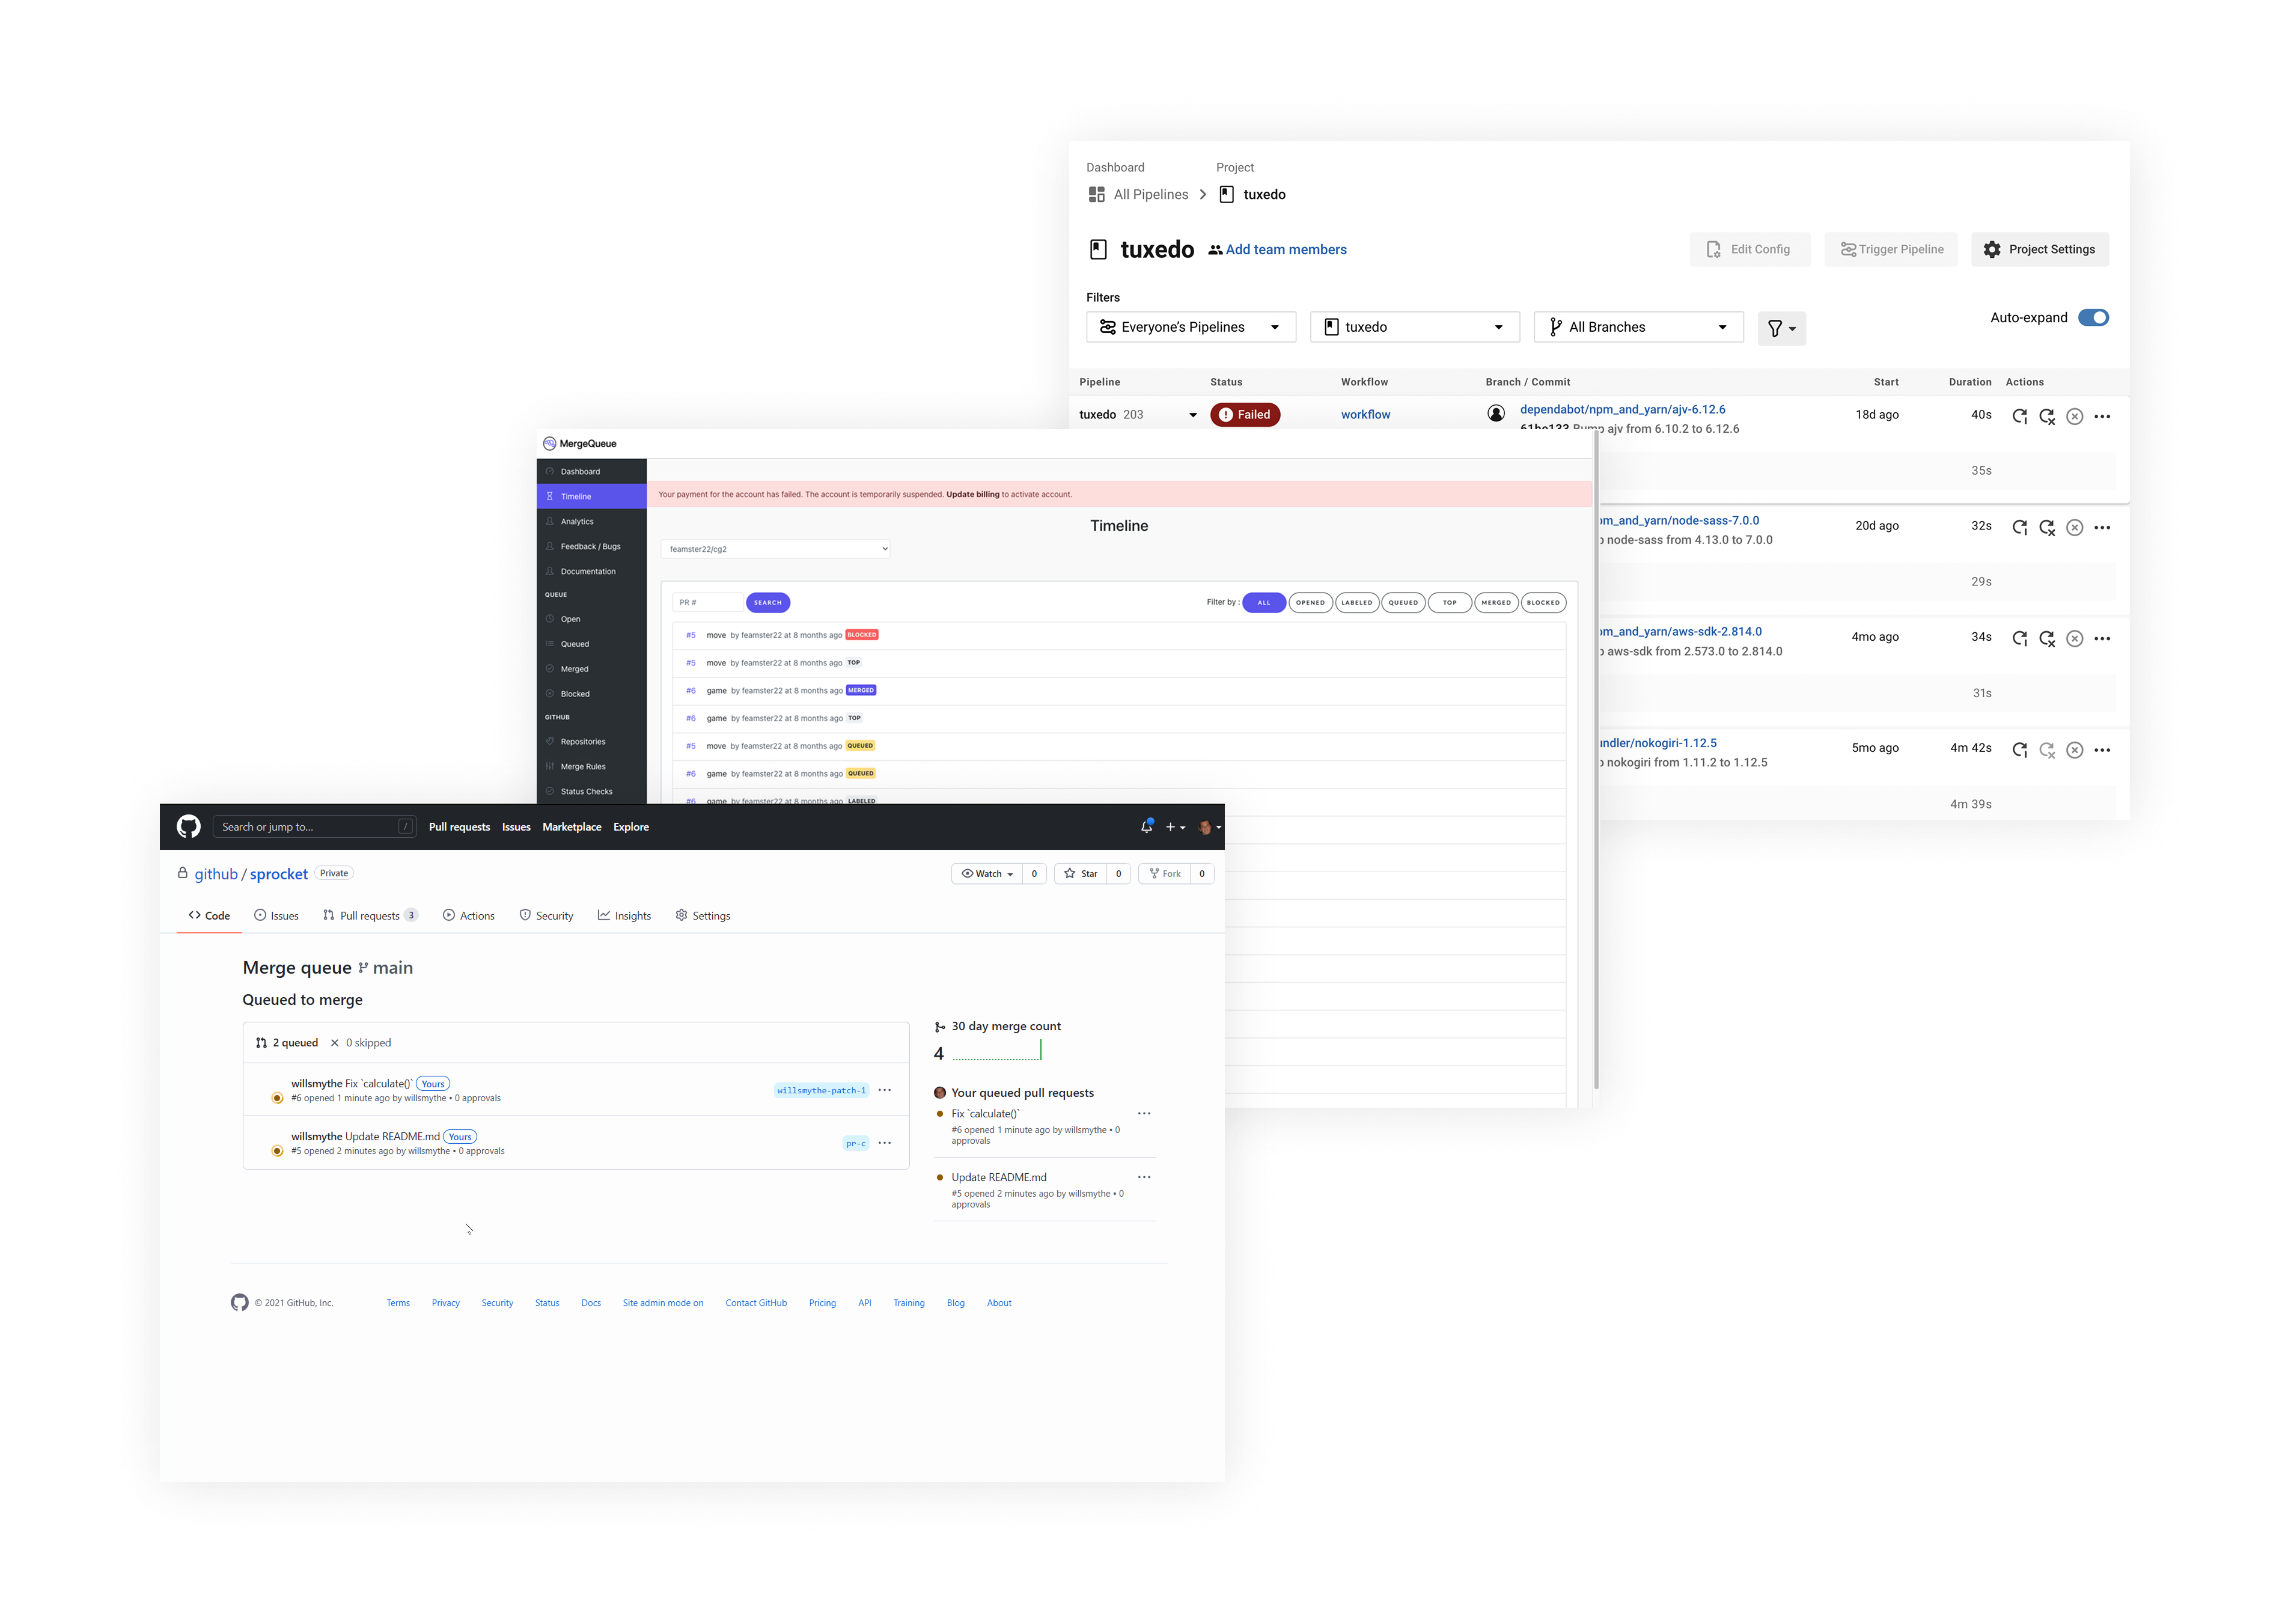 Dashboard
Project
All Pipelines
tuxedo
tuxedo
Add team members
Edit Config
Trigger Pipeline
Project Settings
Filters
Everyone's Pipelines
tuxedo
All Branches
Auto-expand
Pipeline Status Workflow Branch / Commit Start Duration Actions
tuxedo 203
Failed
workflow
dependabot/npm_and_yarn/ajv-6.12.6
18d ago
40s
ajv from 6.10.2 to 6.12.6
35s
npm_and_yarn/node-sass-7.0.0
20d ago
32s
node-sass from 4.13.0 to 7.0.0
29s
npm_and_yarn/aws-sdk-2.814.0
4mo ago
34s
aws-sdk from 2.573.0 to 2.814.0
31s
ndler/nokogiri-1.12.5
5mo ago
4m 42s
nokogiri from 1.11.2 to 1.12.5
4m 39s
MergeQueue
Dashboard
Timeline
Analytics
Feedback / Bugs
Documentation
QUEUE
Open
Queued
Merged
Blocked
GITHUB
Repositories
Merge Rules
Status Checks
Your payment for the account has failed. The account is temporarily suspended. Update billing to activate account.
Timeline
feamster22/cg2
PR #
SEARCH
Filter by :
ALL
OPENED
LABELED
QUEUED
TOP
MERGED
BLOCKED
#5 move by feamster22 at 8 months ago BLOCKED
#5 move by feamster22 at 8 months ago TOP
#6 game by feamster22 at 8 months ago MERGED
#6 game by feamster22 at 8 months ago TOP
#5 move by feamster22 at 8 months ago QUEUED
#6 game by feamster22 at 8 months ago QUEUED
#6 game by feamster22 at 8 months ago LABELED
Search or jump to...
/
Pull requests
Issues
Marketplace
Explore
github / sprocket
Private
Watch 0
Star 0
Fork 0
Code
Issues
Pull requests 3
Actions
Security
Insights
Settings
Merge queue main
Queued to merge
2 queued
0 skipped
willsmythe Fix `calculate()` Yours
#6 opened 1 minute ago by willsmythe • 0 approvals
willsmythe-patch-1
willsmythe Update README.md Yours
#5 opened 2 minutes ago by willsmythe • 0 approvals
pr-c
30 day merge count
4
Your queued pull requests
Fix `calculate()`
#6 opened 1 minute ago by willsmythe • 0
approvals
Update README.md
#5 opened 2 minutes ago by willsmythe • 0
approvals
© 2021 GitHub, Inc.
Terms
Privacy
Security
Status
Docs
Site admin mode on
Contact GitHub
Pricing
API
Training
Blog
About